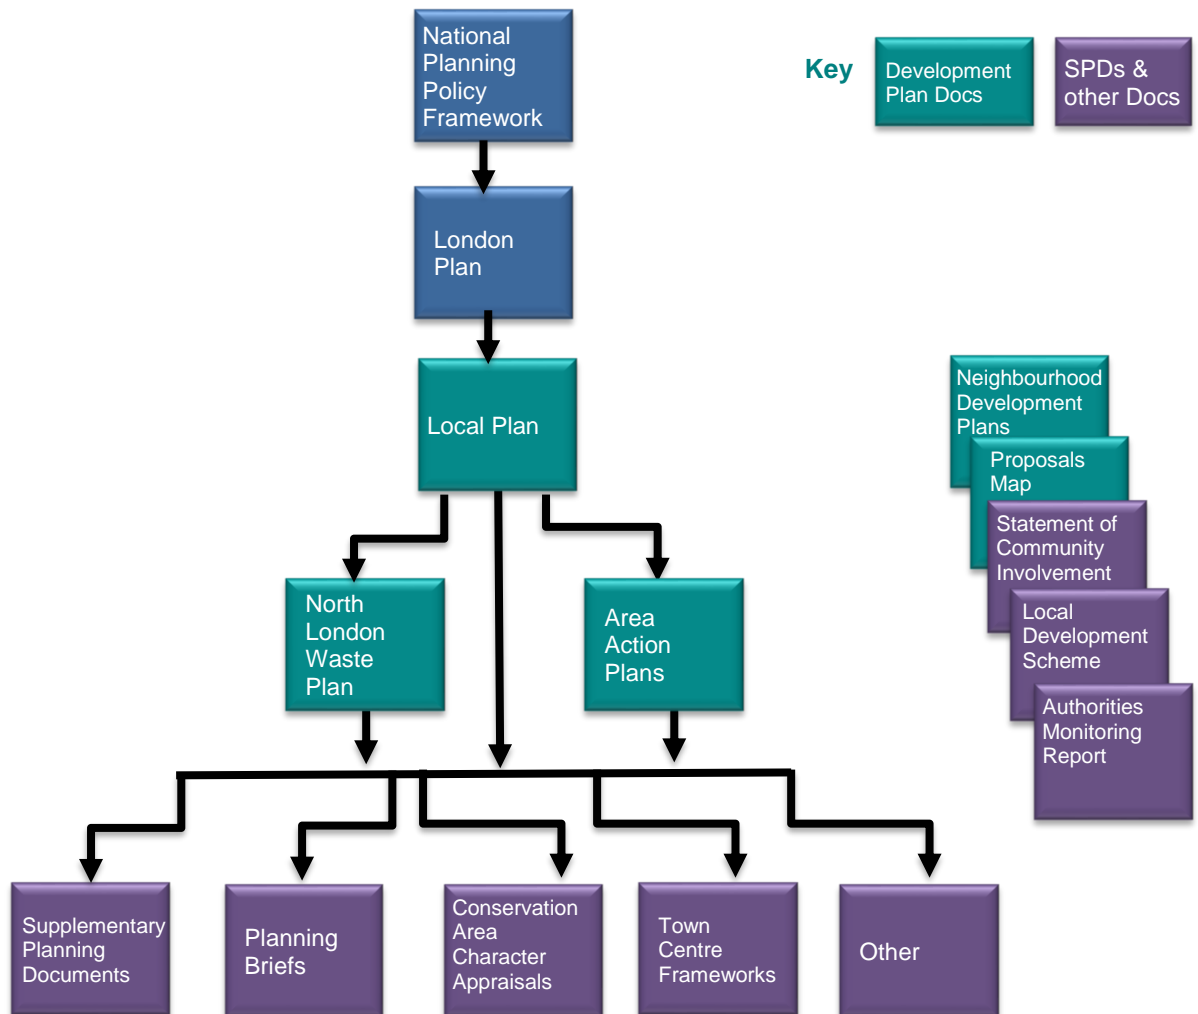 National
Planning
Policy
Framework
Key
Development
Plan Docs
SPDs &
other Docs
London
Plan
Local Plan
Neighbourhood
Development
Plans
Proposals
Map
Statement of
Community
Involvement
Local
Development
Scheme
Authorities
Monitoring
Report
North
London
Waste
Plan
Area
Action
Plans
Supplementary
Planning
Documents
Planning
Briefs
Conservation
Area
Character
Appraisals
Town
Centre
Frameworks
Other